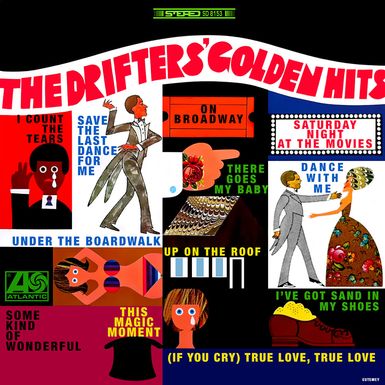 STEREO SD 8153
THE DRIFTERS' GOLDEN HITS
I COUNT
THE
TEARS
SAVE
THE
LAST
DANCE
FOR
ME
ON
BROADWAY
SATURDAY
NIGHT
AT THE MOVIES
THERE
GOES
MY BABY
DANCE
WITH
ME
UNDER THE BOARDWALK
UP ON THE ROOF
ATLANTIC
SOME
KIND
OF
WONDERFUL
THIS
MAGIC
MOMENT
I'VE GOT SAND IN
MY SHOES
(IF YOU CRY) TRUE LOVE, TRUE LOVE